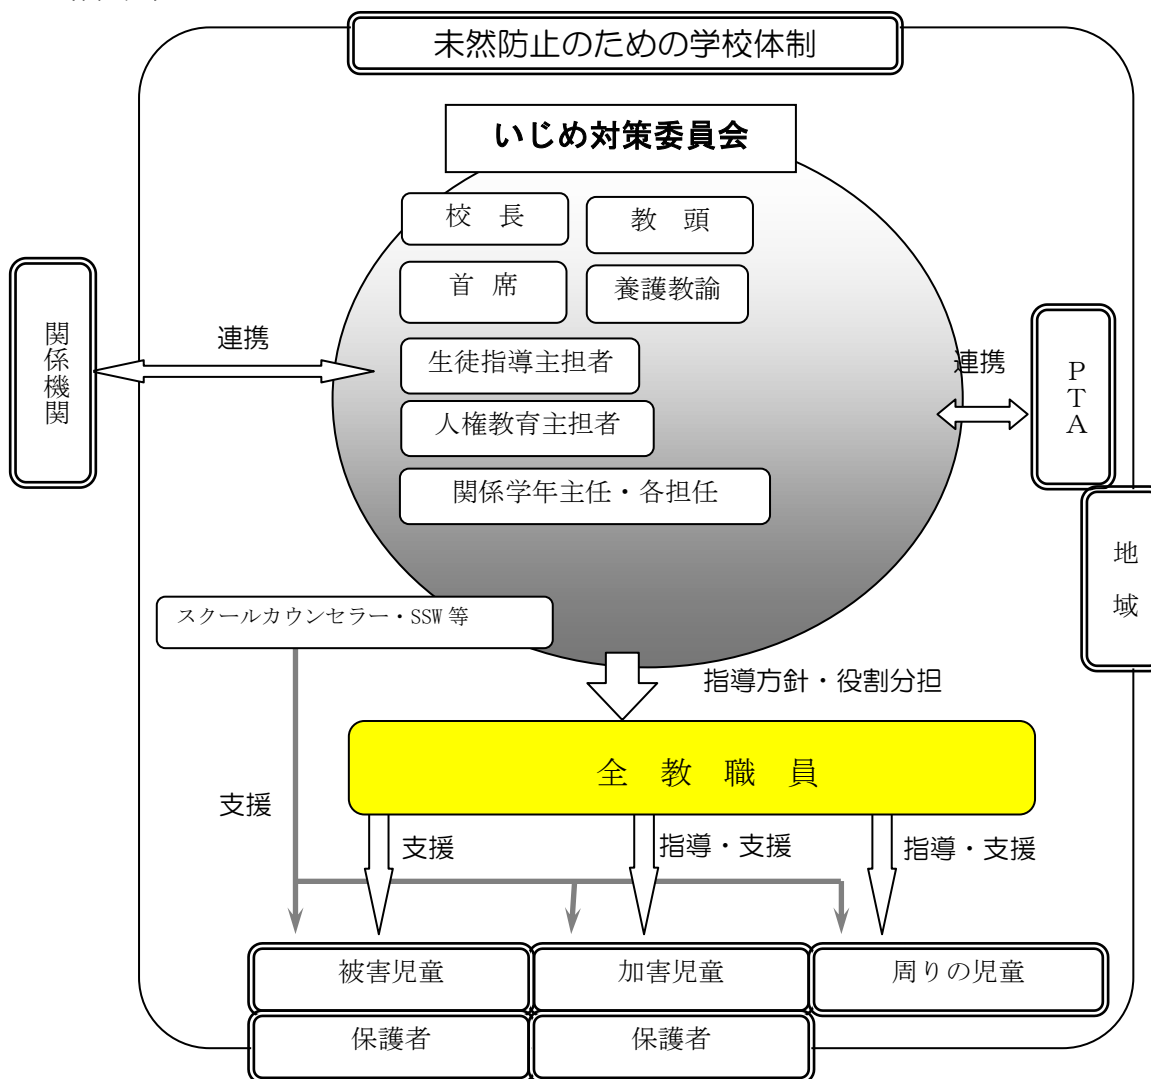 未然防止のための学校体制
いじめ対策委員会
校　長
教　頭
首 席
養護教諭
関係機関
連携
生徒指導主担者
連携
PTA
人権教育主担者
関係学年主任・各担任
地域
スクールカウンセラー・SSW 等
指導方針・役割分担
全　教　職　員
支援
支援
指導・支援
指導・支援
被害児童
加害児童
周りの児童
保護者
保護者